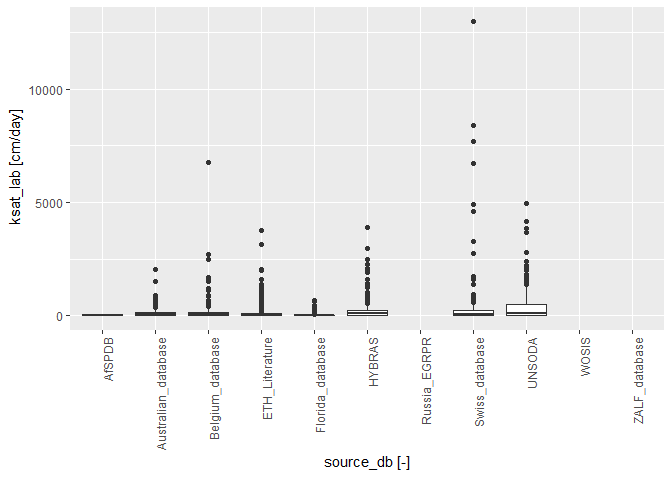 ksat_lab [cm/day]
10000
5000
0
AfSPDB
Australian_database
Belgium_database
ETH_Literature
Florida_database
HYBRAS
Russia_EGRPR
Swiss_database
UNSODA
WOSIS
ZALF_database
source_db [-]